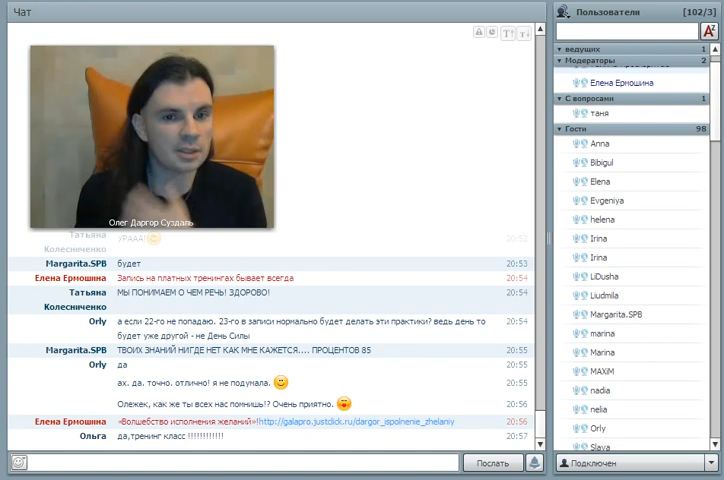 Чат
Пользователи [102/3]
ведущих 1
Модераторы 2
Елена Ермошина
С вопросами 1
таня
Гости 98
Anna
Bibigul
Elena
Evgeniya
helena
Irina
Irina
LiDusha
Liudmila
Margarita.SPB
marina
Marina
MAXiM
nadia
nelia
Orly
Slava
Олег Даргор Суздаль
Татьяна Колесниченко УРААА!! 20:52
Margarita.SPB будет 20:53
Елена Ермошина Запись на платных тренингах бывает всегда 20:54
Татьяна Колесниченко МЫ ПОНИМАЕМ О ЧЕМ РЕЧЬ! ЗДОРОВО! 20:54
Orly а если 22-го не попадаю. 23-го в записи нормально будет делать эти практики? ведь день то 20:54
будет уже другой - не День Силы
Margarita.SPB ТВОИХ ЗНАНИЙ НИГДЕ НЕТ КАК МНЕ КАЖЕТСЯ.... ПРОЦЕНТОВ 85 20:55
Orly да 20:55
ах. да. точно. отлично! я не подумала. 20:55
Олежек, как же ты всех нас помнишь!? Очень приятно. 20:56
Елена Ермошина «Волшебство исполнения желаний»!http://galapro.justclick.ru/dargor_ispolnenie_zhelaniy 20:56
Ольга да,тренинг класс !!!!!!!!!!!! 20:57
Послать
Подключен